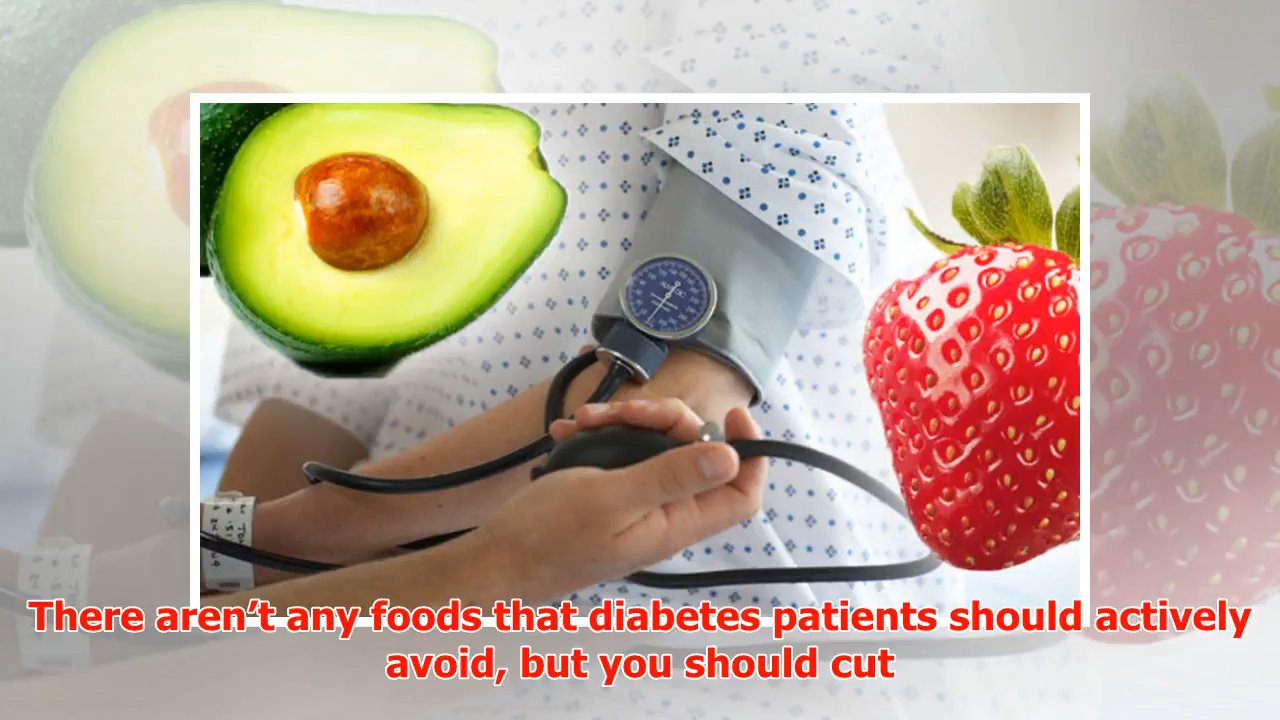 There aren’t any foods that diabetes patients should actively
avoid, but you should cut